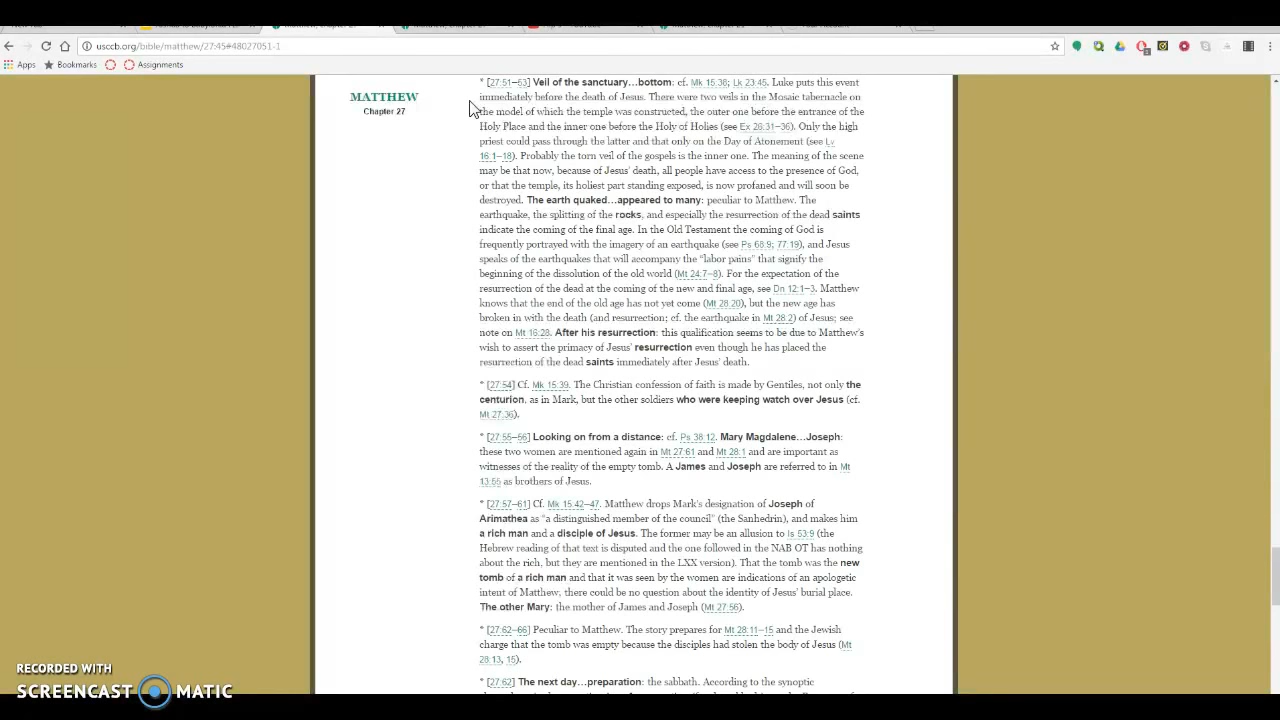 usccb.org/bible/matthew/27:45#48027051-1
Apps
Bookmarks
Assignments
MATTHEW
Chapter 27
* [27:51–53] Veil of the sanctuary...bottom: cf. Mk 15:38; Lk 23:45. Luke puts this event
immediately before the death of Jesus. There were two veils in the Mosaic tabernacle on
the model of which the temple was constructed, the outer one before the entrance of the
Holy Place and the inner one before the Holy of Holies (see Ex 26:31–36). Only the high
priest could pass through the latter and that only on the Day of Atonement (see Lv
16:1–18). Probably the torn veil of the gospels is the inner one. The meaning of the scene
may be that now, because of Jesus' death, all people have access to the presence of God,
or that the temple, its holiest part standing exposed, is now profaned and will soon be
destroyed. The earth quaked...appeared to many: peculiar to Matthew. The
earthquake, the splitting of the rocks, and especially the resurrection of the dead saints
indicate the coming of the final age. In the Old Testament the coming of God is
frequently portrayed with the imagery of an earthquake (see Ps 68:9; 77:19), and Jesus
speaks of the earthquakes that will accompany the “labor pains” that signify the
beginning of the dissolution of the old world (Mt 24:7–8). For the expectation of the
resurrection of the dead at the coming of the new and final age, see Dn 12:1–3. Matthew
knows that the end of the old age has not yet come (Mt 28:20), but the new age has
broken in with the death (and resurrection; cf. the earthquake in Mt 28:2) of Jesus; see
note on Mt 16:28. After his resurrection: this qualification seems to be due to Matthew's
wish to assert the primacy of Jesus' resurrection even though he has placed the
resurrection of the dead saints immediately after Jesus' death.
* [27:54] Cf. Mk 15:39. The Christian confession of faith is made by Gentiles, not only the
centurion, as in Mark, but the other soldiers who were keeping watch over Jesus (cf.
Mt 27:36).
* [27:55–56] Looking on from a distance: cf. Ps 38:12. Mary Magdalene...Joseph:
these two women are mentioned again in Mt 27:61 and Mt 28:1 and are important as
witnesses of the reality of the empty tomb. A James and Joseph are referred to in Mt
13:55 as brothers of Jesus.
* [27:57–61] Cf. Mk 15:42–47. Matthew drops Mark's designation of Joseph of
Arimathea as “a distinguished member of the council” (the Sanhedrin), and makes him
a rich man and a disciple of Jesus. The former may be an allusion to Is 53:9 (the
Hebrew reading of that text is disputed and the one followed in the NAB OT has nothing
about the rich, but they are mentioned in the LXX version). That the tomb was the new
tomb of a rich man and that it was seen by the women are indications of an apologetic
intent of Matthew, there could be no question about the identity of Jesus' burial place.
The other Mary: the mother of James and Joseph (Mt 27:56).
* [27:62–66] Peculiar to Matthew. The story prepares for Mt 28:11–15 and the Jewish
charge that the tomb was empty because the disciples had stolen the body of Jesus (Mt
28:13, 15).
* [27:62] The next day...preparation: the sabbath. According to the synoptic
RECORDED WITH
SCREENCAST MATIC